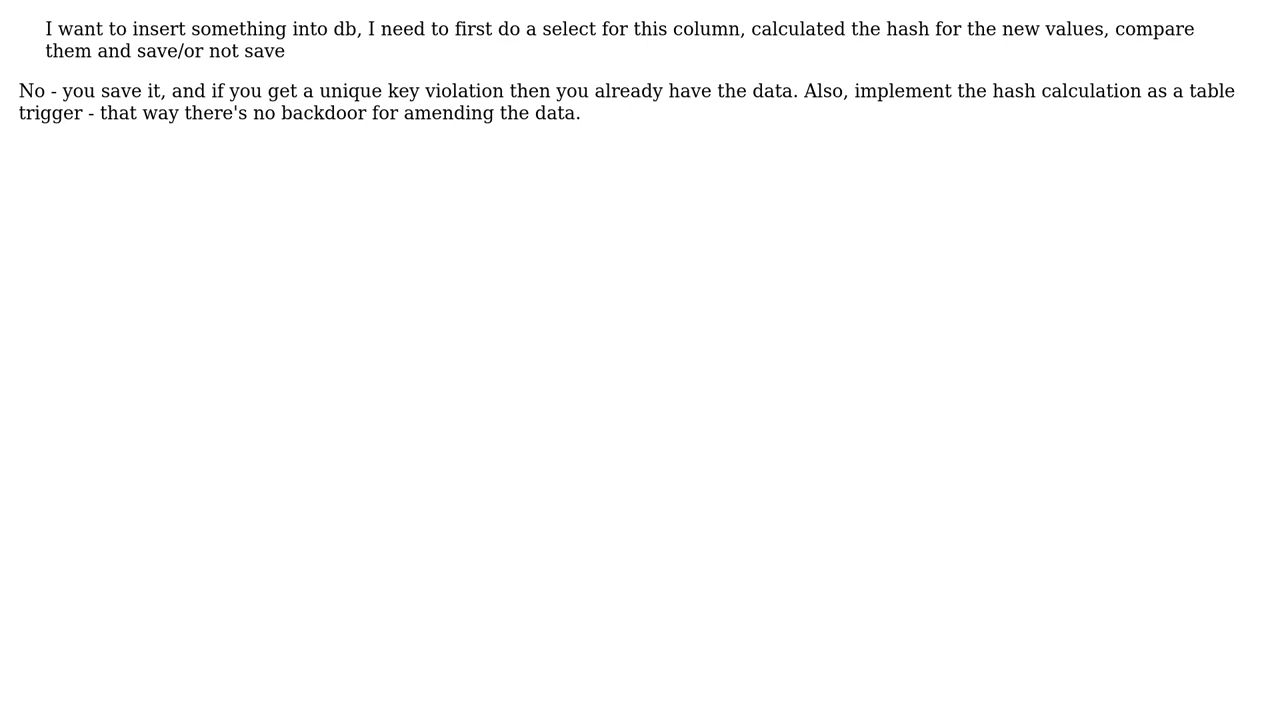 I want to insert something into db, I need to first do a select for this column, calculated the hash for the new values, compare
them and save/or not save
No - you save it, and if you get a unique key violation then you already have the data. Also, implement the hash calculation as a table
trigger - that way there's no backdoor for amending the data.